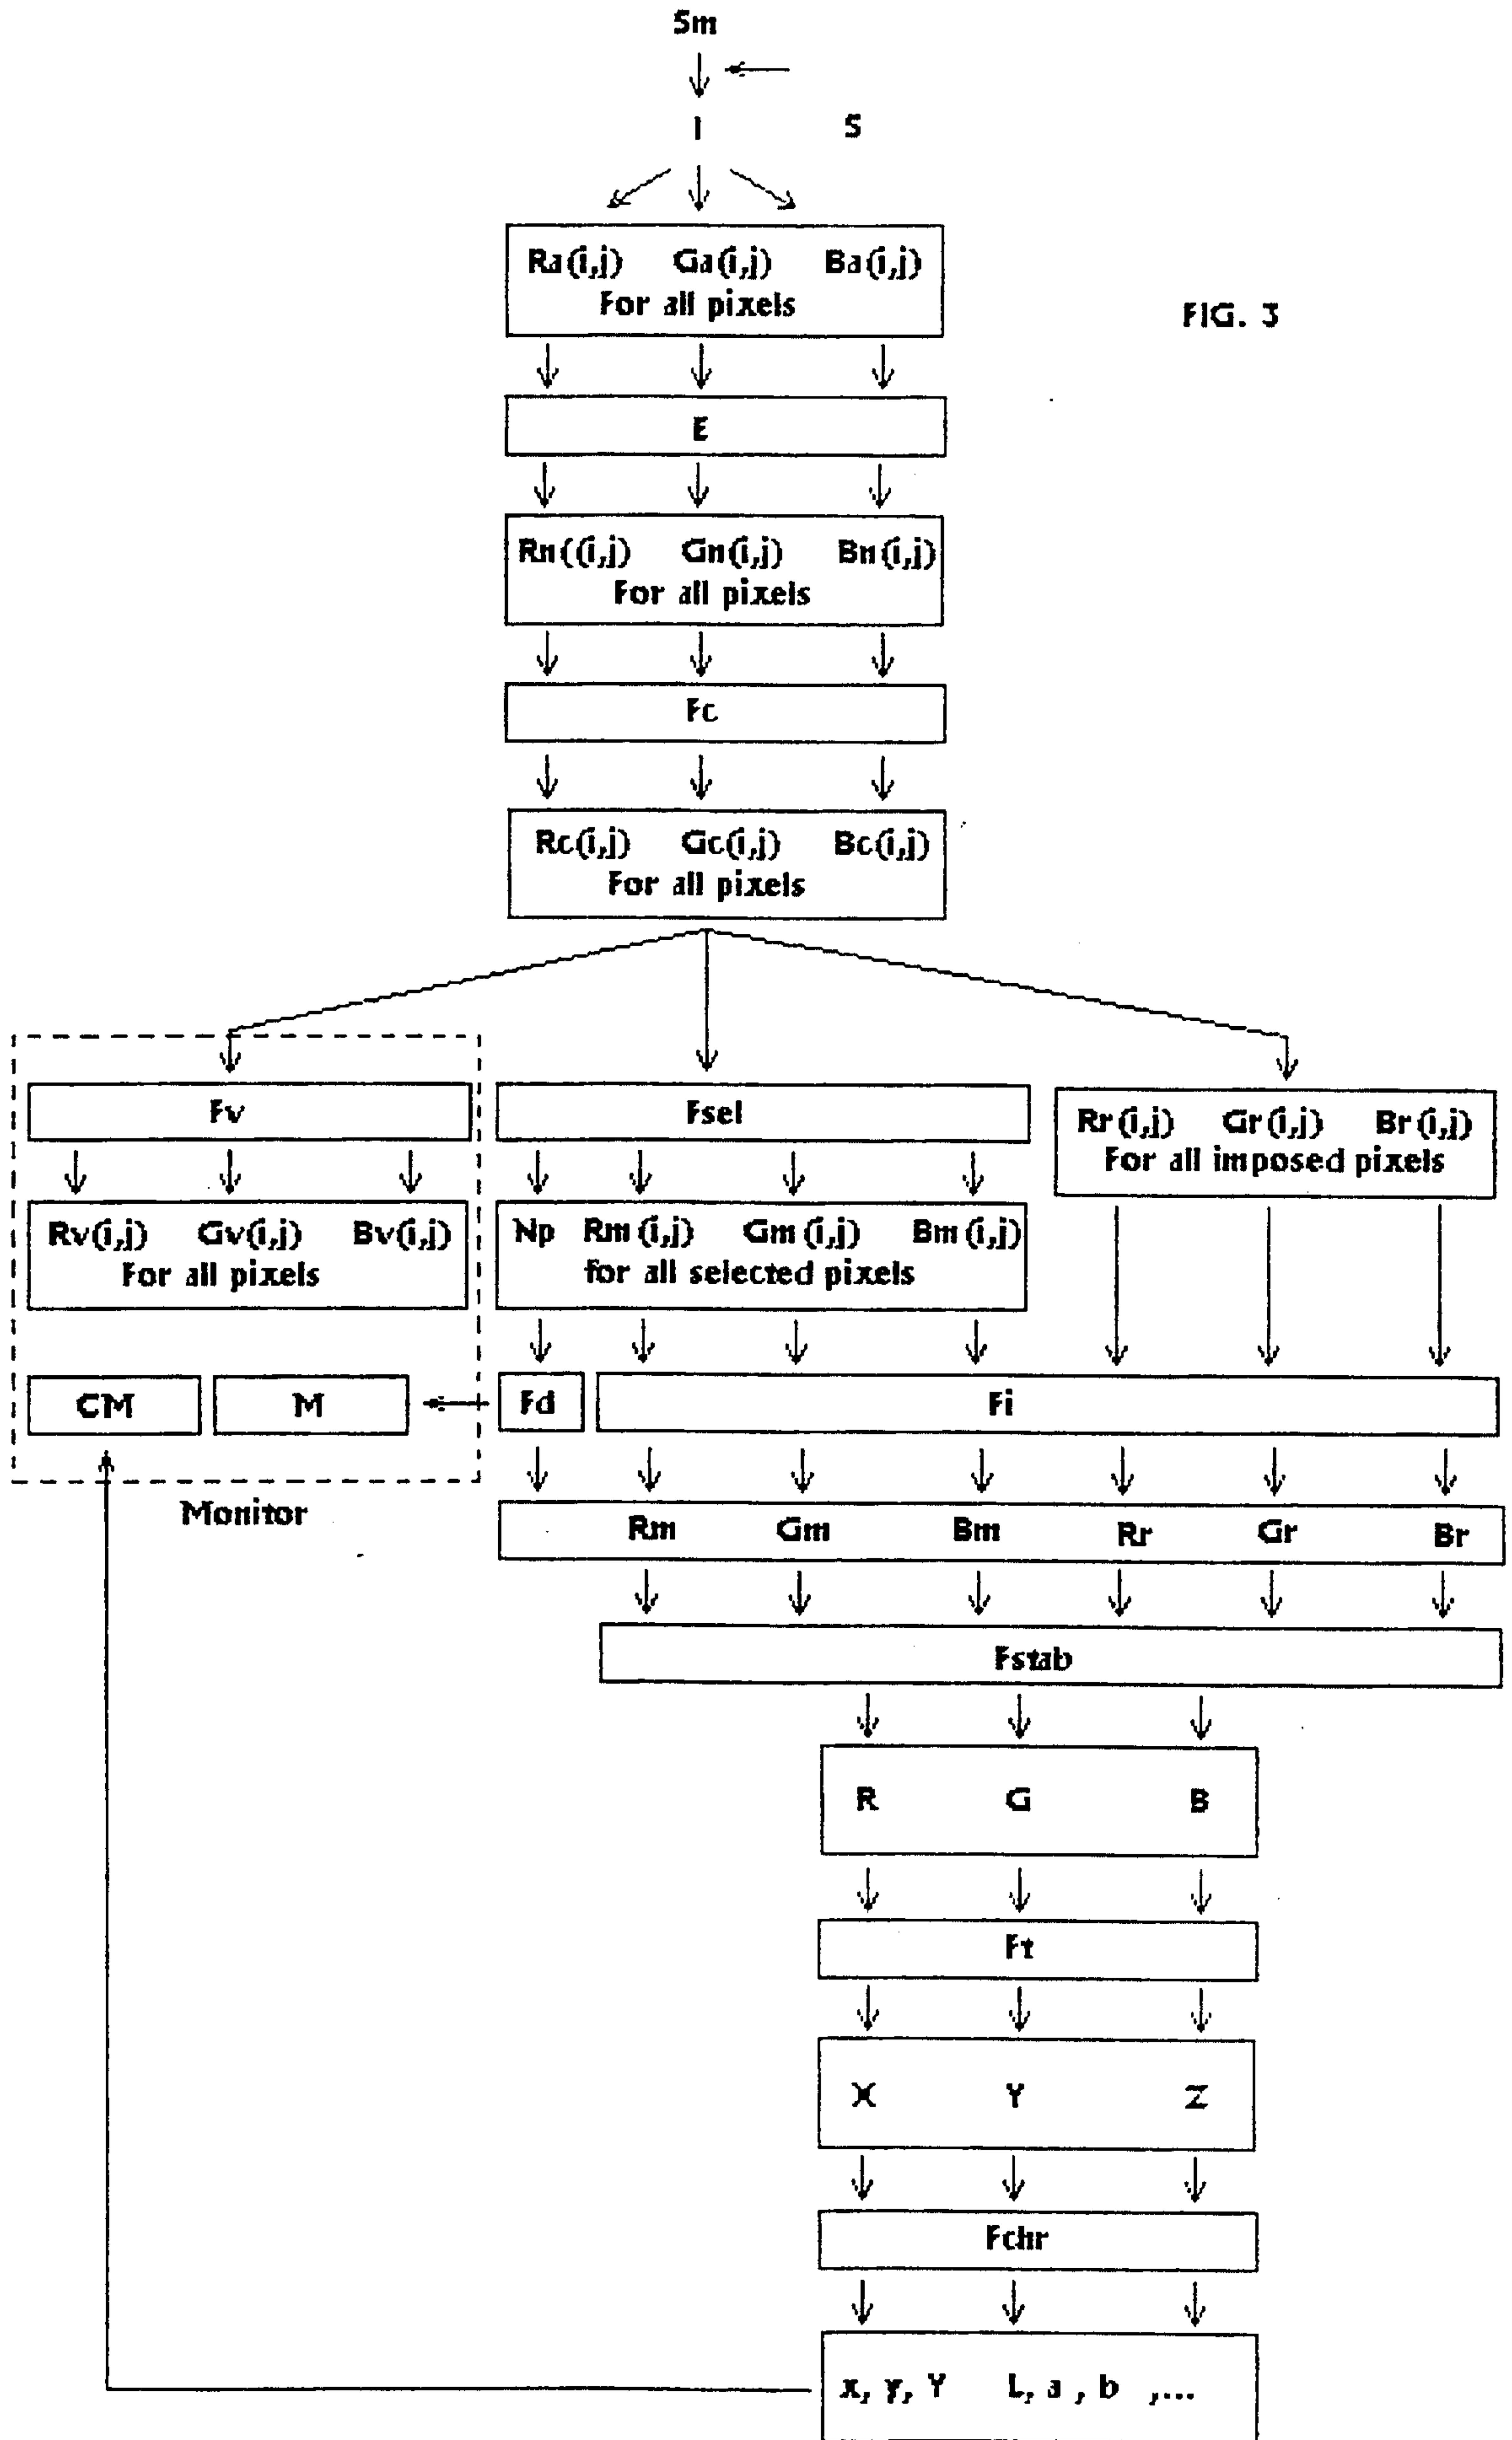 Sm
I S
Ra(i,j) Ga(i,j) Ba(i,j)
For all pixels
FIG. 3
E
Rn((i,j) Gn(i,j) Bn(i,j)
For all pixels
Fc
Rc(i,j) Gc(i,j) Bc(i,j)
For all pixels
Fv
Fsel
Rr(i,j) Gr(i,j) Br(i,j)
For all imposed pixels
Rv(i,j) Gv(i,j) Bv(i,j)
For all pixels
Np Rm(i,j) Gm(i,j) Bm(i,j)
for all selected pixels
CM M Fd Fi
Monitor
Rm Gm Bm Rr Gr Br
Fstab
R G B
Ft
X Y Z
Fchr
x, y, Y L, a , b ,...